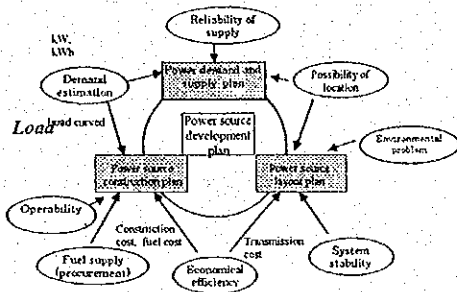 Reliability of
supply
kW,
kWh
Demand
estimation
Power demand and
supply plan
Possibility of
location
Load
Load curved
Power source
development
plan
Environmental
problem
Power source
construction plan
Power source
layout plan
Operability
Construction
cost, fuel cost
Transmission
cost
Fuel supply
(procurement)
Economical
efficiency
System
stability